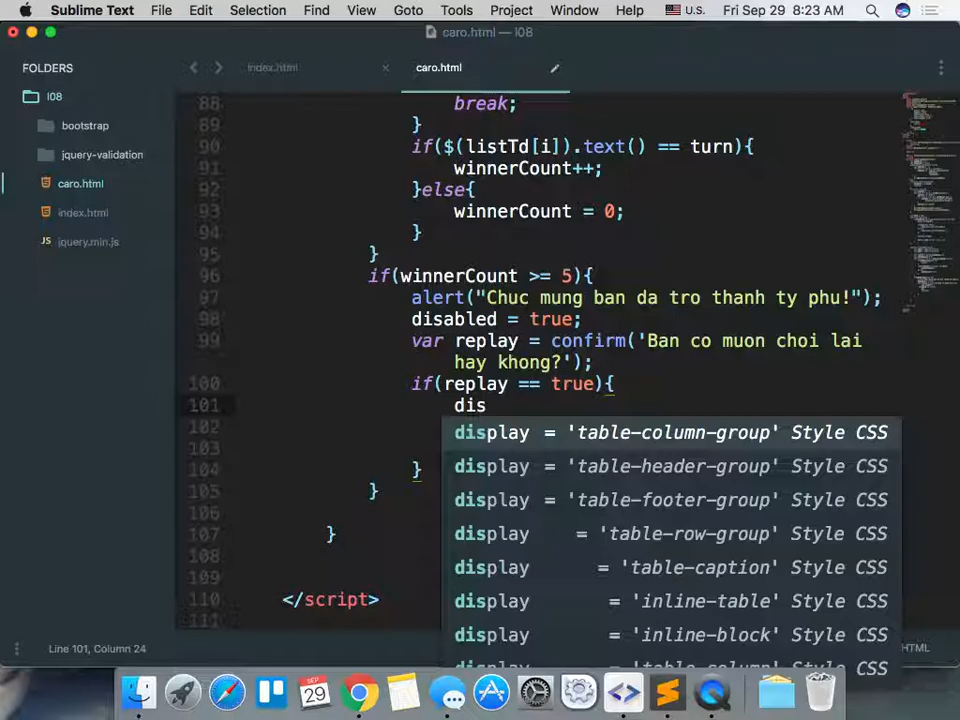 Sublime Text File Edit Selection Find View Goto Tools Project Window Help U.S. Fri Sep 29 8:23 AM
caro.html — l08
FOLDERS
l08
bootstrap
jquery-validation
caro.html
index.html
JS jquery.min.js
index.html × caro.html
88 break;
89 }
90 if($(listTd[i]).text() == turn){
91 winnerCount++;
92 }else{
93 winnerCount = 0;
94 }
95 }
96 if(winnerCount >= 5){
97 alert("Chuc mung ban da tro thanh ty phu!");
98 disabled = true;
99 var replay = confirm('Ban co muon choi lai
hay khong?');
100 if(replay == true){
101 dis
102 display = 'table-column-group' Style CSS
103 display = 'table-header-group' Style CSS
104 }
display = 'table-footer-group' Style CSS
105 }
106 display = 'table-row-group' Style CSS
107 }
108 display = 'table-caption' Style CSS
109
110 </script> display = 'inline-table' Style CSS
111
display = 'inline-block' Style CSS
display = 'table-column' Style CSS
Line 101, Column 24
HTML
SEP
29